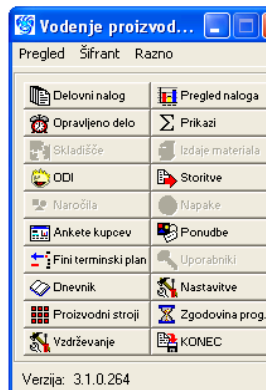 Vodenje proizvod...
Pregled Šifrant Razno
Delovni nalog Pregled naloga
Opravljeno delo Prikazi
Skladišče Izdaje materiala
ODI Storitve
Naročila Napake
Ankete kupcev Ponudbe
Fini terminski plan Uporabniki
Dnevnik Nastavitve
Proizvodni stroji Zgodovina prog.
Vzdrževanje KONEC
Verzija: 3.1.0.264